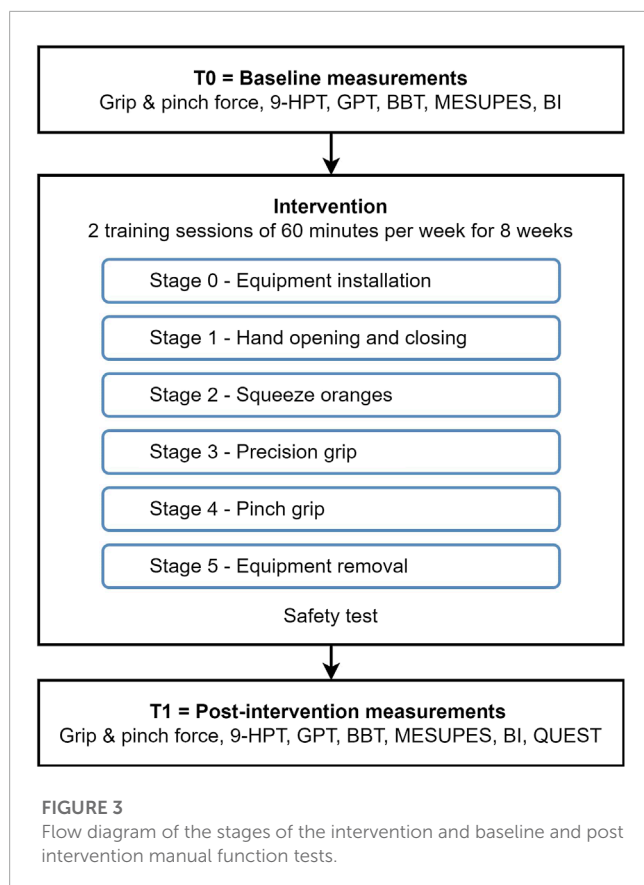 T0 = Baseline measurements
Grip & pinch force, 9-HPT, GPT, BBT, MESUPES, BI
Intervention
2 training sessions of 60 minutes per week for 8 weeks
Stage 0 - Equipment installation
Stage 1 - Hand opening and closing
Stage 2 - Squeeze oranges
Stage 3 - Precision grip
Stage 4 - Pinch grip
Stage 5 - Equipment removal
Safety test
T1 = Post-intervention measurements
Grip & pinch force, 9-HPT, GPT, BBT, MESUPES, BI, QUEST
FIGURE 3
Flow diagram of the stages of the intervention and baseline and post
intervention manual function tests.